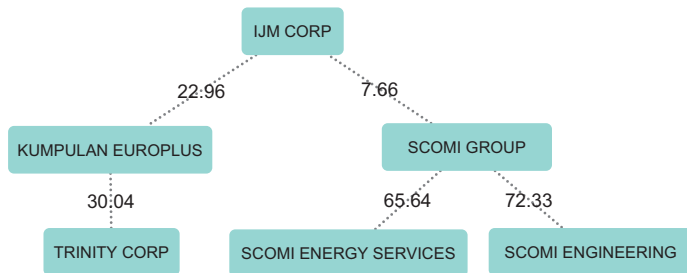 IJM CORP
22.96
7.66
KUMPULAN EUROPLUS
SCOMI GROUP
30.04
65.64
72.33
TRINITY CORP
SCOMI ENERGY SERVICES
SCOMI ENGINEERING